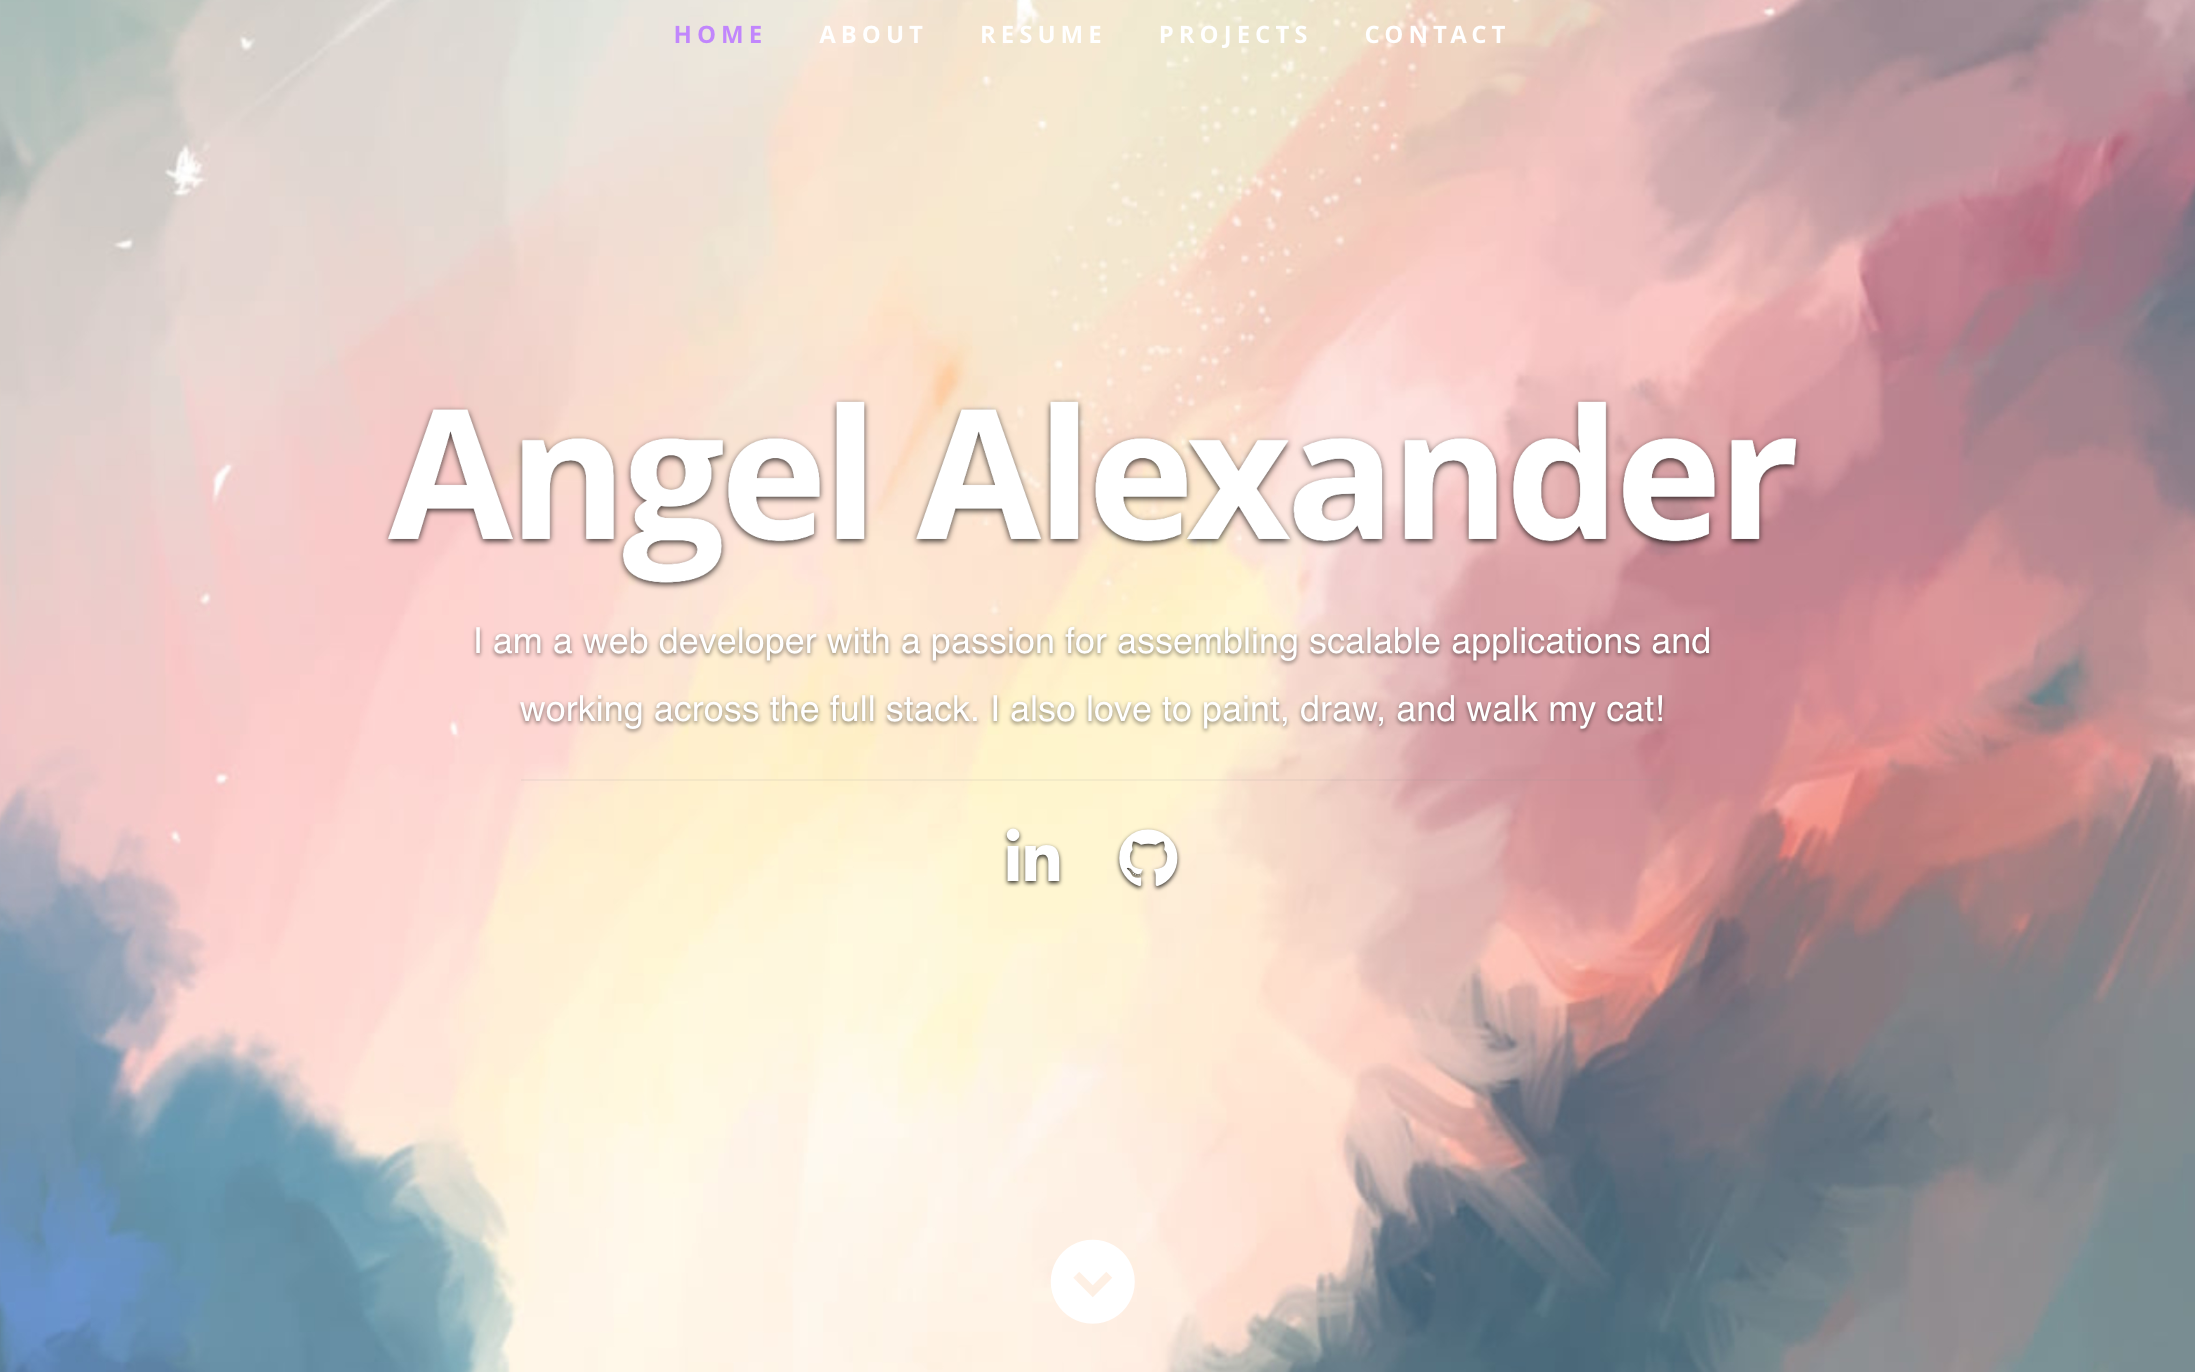 HOME ABOUT RESUME PROJECTS CONTACT
Angel Alexander
I am a web developer with a passion for assembling scalable applications and
working across the full stack. I also love to paint, draw, and walk my cat!
in